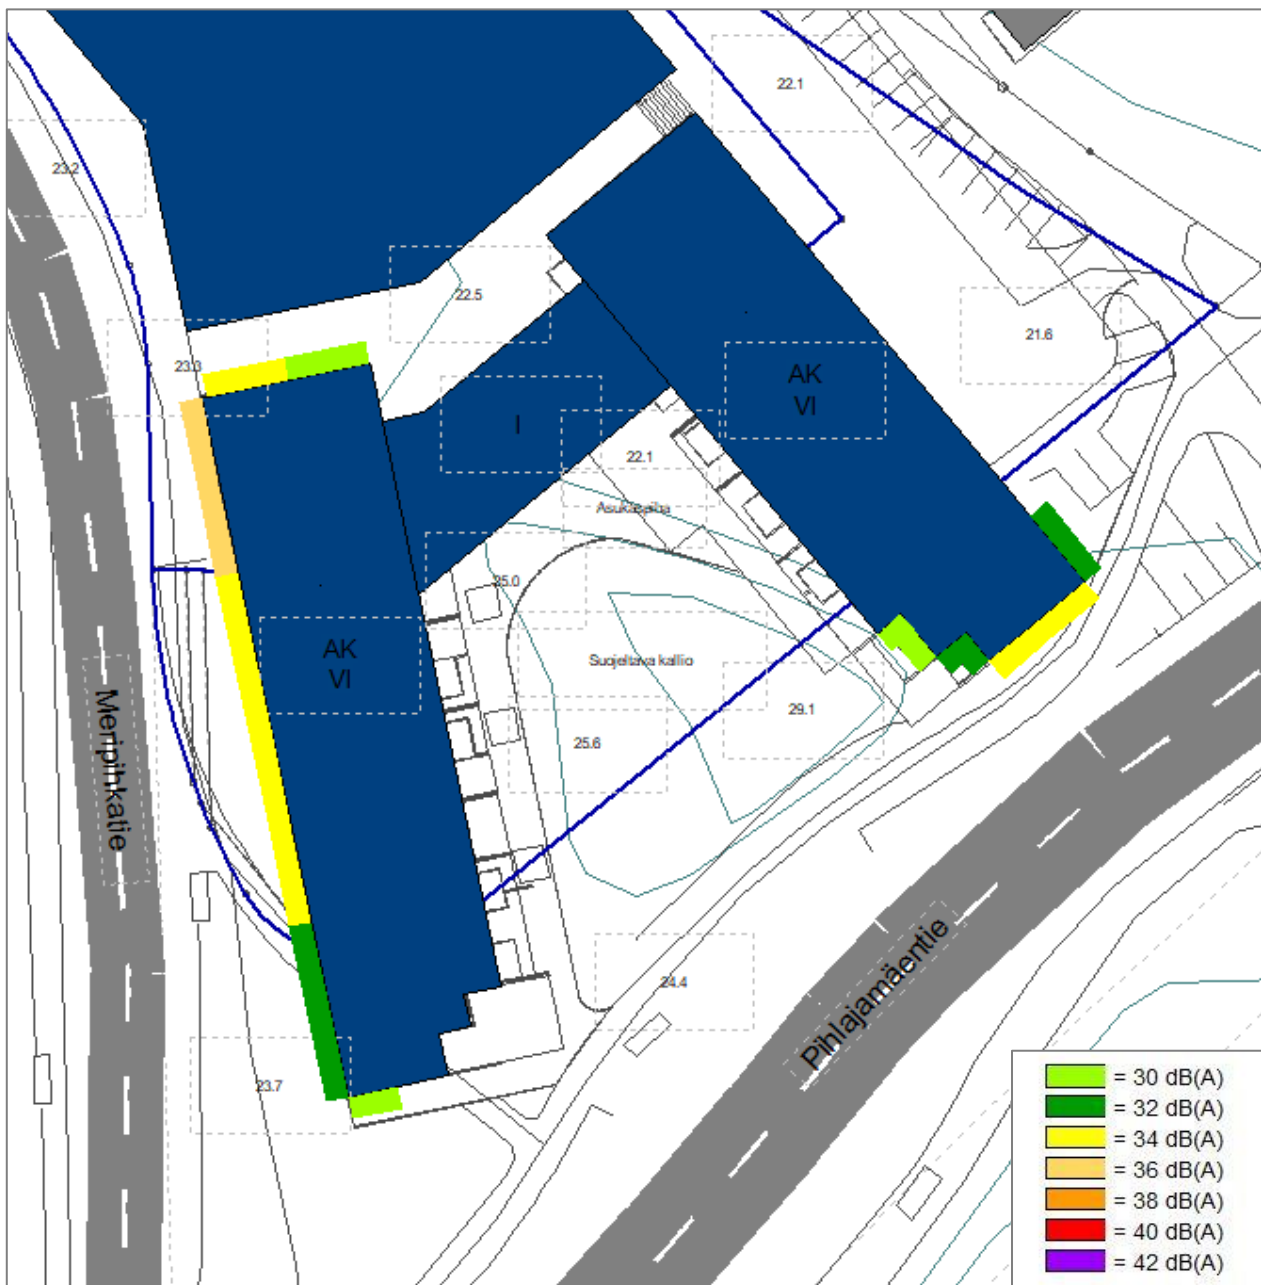 22.1
23.2
22.5
21.6
23.3
AK
VI
I
22.1
Asukaspiha
25.0
Suojeltava kallio
AK
VI
29.1
25.6
Meripihkatie
24.4
Pihlajamäentie
23.7
= 30 dB(A)
= 32 dB(A)
= 34 dB(A)
= 36 dB(A)
= 38 dB(A)
= 40 dB(A)
= 42 dB(A)